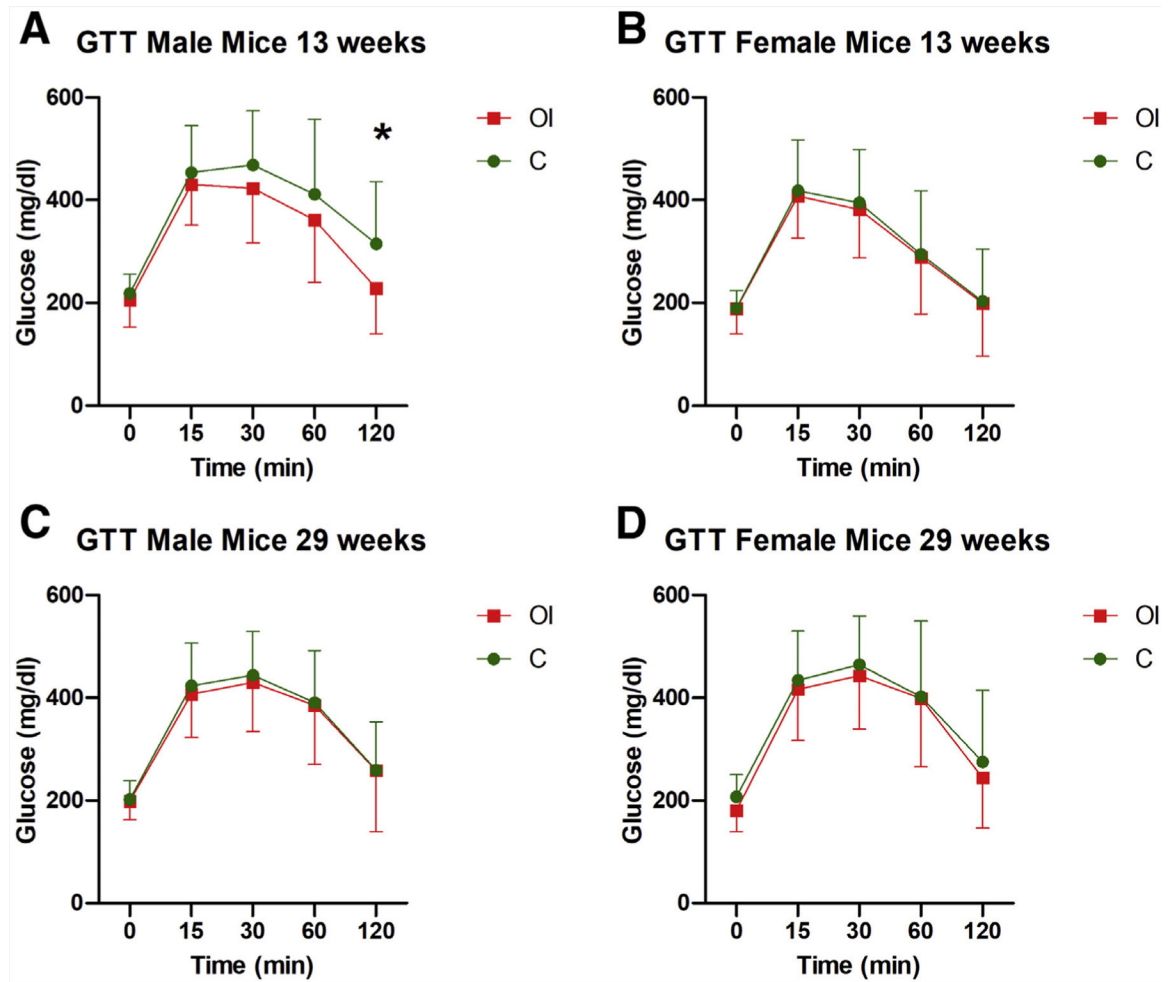 A GTT Male Mice 13 weeks
600
400
200
0
Glucose (mg/dl)
*
OI
C
0 15 30 60 120
Time (min)
B GTT Female Mice 13 weeks
600
400
200
0
Glucose (mg/dl)
OI
C
0 15 30 60 120
Time (min)
C GTT Male Mice 29 weeks
600
400
200
0
Glucose (mg/dl)
OI
C
0 15 30 60 120
Time (min)
D GTT Female Mice 29 weeks
600
400
200
0
Glucose (mg/dl)
OI
C
0 15 30 60 120
Time (min)